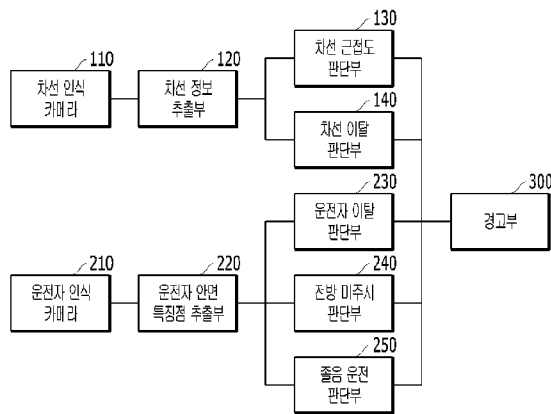 110
차선 인식
카메라
120
차선 정보
추출부
130
차선 근접도
판단부
140
차선 이탈
판단부
210
운전자 인식
카메라
220
운전자 안면
특징점 추출부
230
운전자 이탈
판단부
240
전방 미주시
판단부
250
졸음 운전
판단부
300
경고부